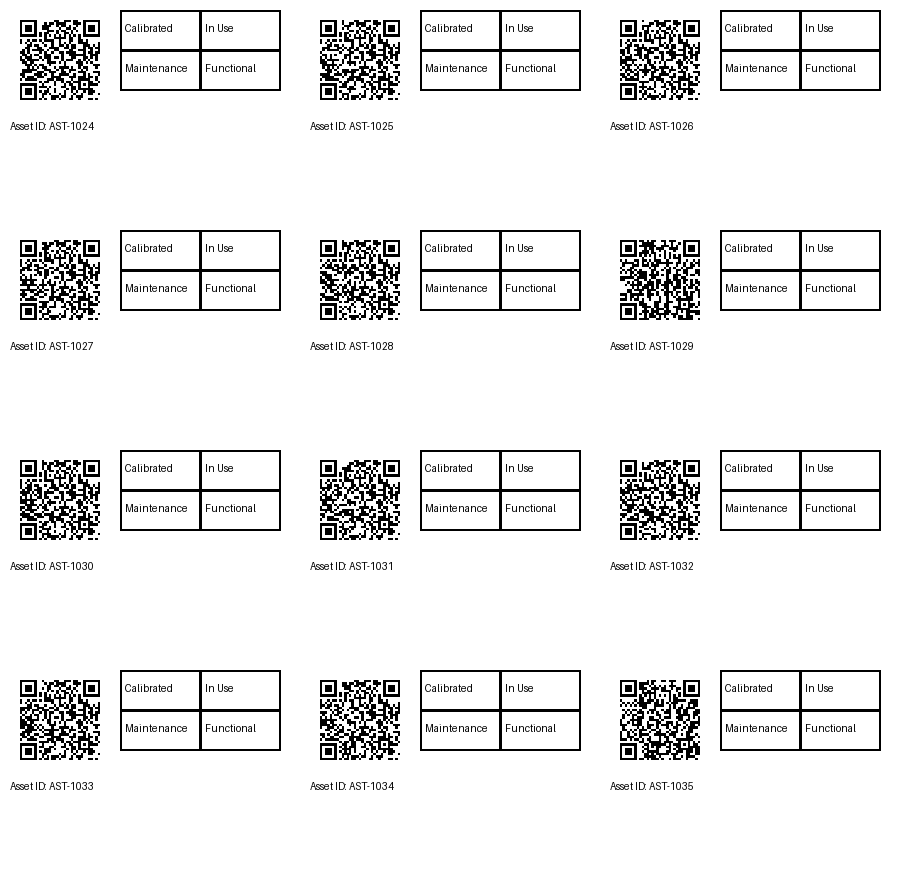 Calibrated In Use
Maintenance Functional
Asset ID: AST-1024
Calibrated In Use
Maintenance Functional
Asset ID: AST-1025
Calibrated In Use
Maintenance Functional
Asset ID: AST-1026
Calibrated In Use
Maintenance Functional
Asset ID: AST-1027
Calibrated In Use
Maintenance Functional
Asset ID: AST-1028
Calibrated In Use
Maintenance Functional
Asset ID: AST-1029
Calibrated In Use
Maintenance Functional
Asset ID: AST-1030
Calibrated In Use
Maintenance Functional
Asset ID: AST-1031
Calibrated In Use
Maintenance Functional
Asset ID: AST-1032
Calibrated In Use
Maintenance Functional
Asset ID: AST-1033
Calibrated In Use
Maintenance Functional
Asset ID: AST-1034
Calibrated In Use
Maintenance Functional
Asset ID: AST-1035